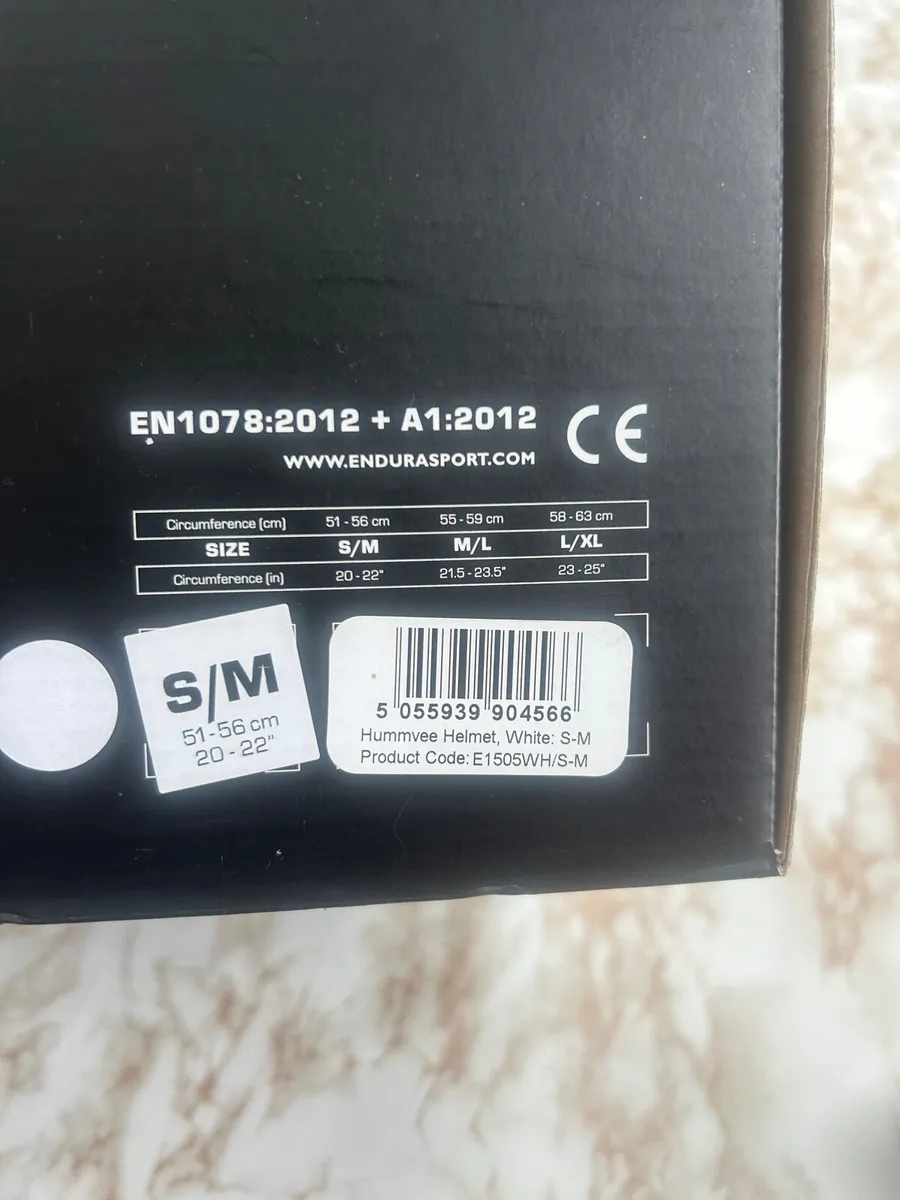 EN1078:2012 + A1:2012 CE
WWW.ENDURASPORT.COM
Circumference (cm) 51 - 56 cm 55 - 59 cm 58 - 63 cm
SIZE S/M M/L L/XL
Circumference (in) 20 - 22" 21.5 - 23.5" 23 - 25"
S/M
51-56 cm
20 - 22"
5 055939 904566
Hummvee Helmet, White: S-M
Product Code: E1505WH/S-M